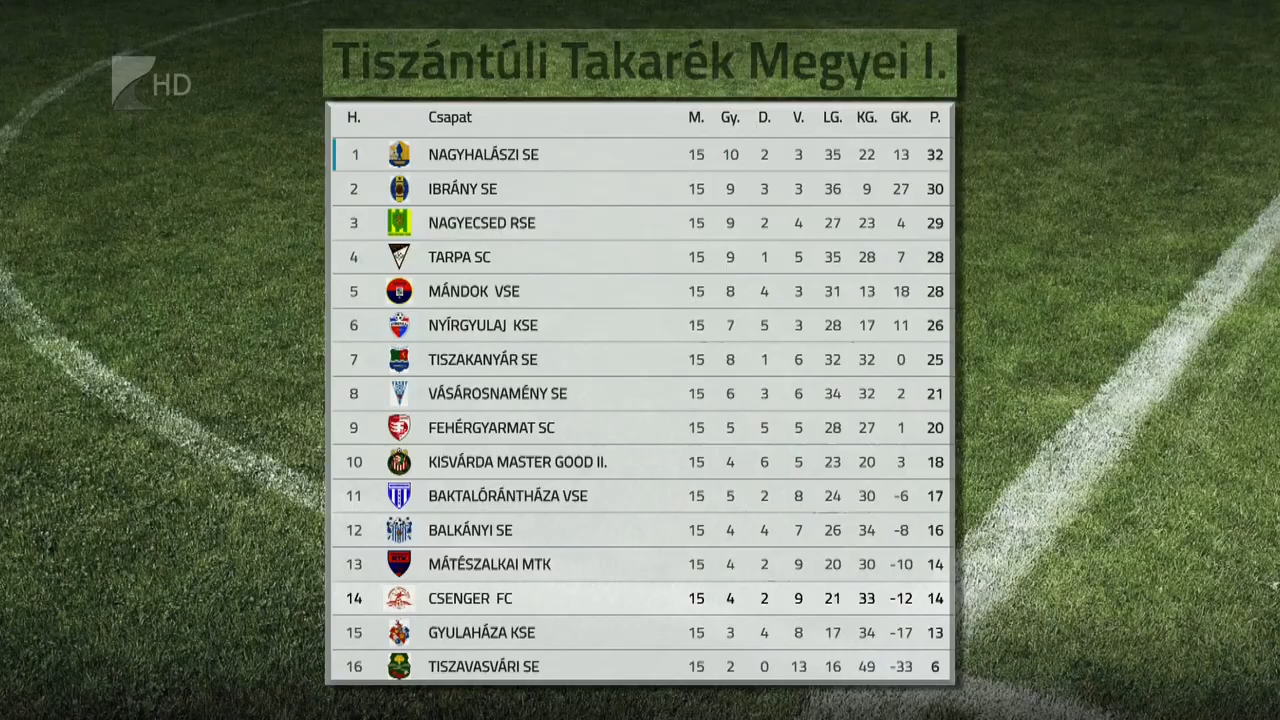 HD
Tiszántúli Takarék Megyei I.
H. Csapat M. Gy. D. V. LG. KG. GK. P.
1 NAGYHALÁSZI SE 15 10 2 3 35 22 13 32
2 IBRÁNY SE 15 9 3 3 36 9 27 30
3 NAGYECSED RSE 15 9 2 4 27 23 4 29
4 TARPA SC 15 9 1 5 35 28 7 28
5 MÁNDOK VSE 15 8 4 3 31 13 18 28
6 NYÍRGYULAJ KSE 15 7 5 3 28 17 11 26
7 TISZAKANYÁR SE 15 8 1 6 32 32 0 25
8 VÁSÁROSNAMÉNY SE 15 6 3 6 34 32 2 21
9 FEHÉRGYARMAT SC 15 5 5 5 28 27 1 20
10 KISVÁRDA MASTER GOOD II. 15 4 6 5 23 20 3 18
11 BAKTALÓRÁNTHÁZA VSE 15 5 2 8 24 30 -6 17
12 BALKÁNYI SE 15 4 4 7 26 34 -8 16
13 MÁTÉSZALKAI MTK 15 4 2 9 20 30 -10 14
14 CSENGER FC 15 4 2 9 21 33 -12 14
15 GYULAHÁZA KSE 15 3 4 8 17 34 -17 13
16 TISZAVASVÁRI SE 15 2 0 13 16 49 -33 6